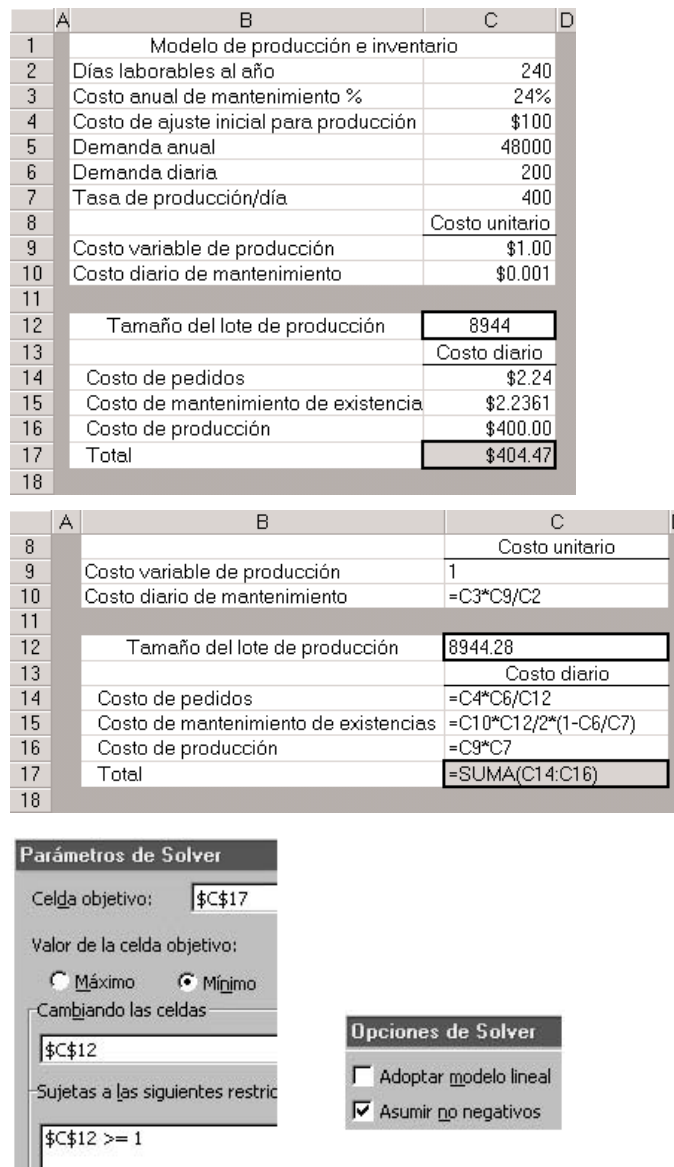 A B C D
1 Modelo de producción e inventario
2 Días laborables al año 240
3 Costo anual de mantenimiento % 24%
4 Costo de ajuste inicial para producción $100
5 Demanda anual 48000
6 Demanda diaria 200
7 Tasa de producción/día 400
8 Costo unitario
9 Costo variable de producción $1.00
10 Costo diario de mantenimiento $0.001
11
12 Tamaño del lote de producción 8944
13 Costo diario
14 Costo de pedidos $2.24
15 Costo de mantenimiento de existencia $2.2361
16 Costo de producción $400.00
17 Total $404.47
18
A B C
8 Costo unitario
9 Costo variable de producción 1
10 Costo diario de mantenimiento =C3*C9/C2
11
12 Tamaño del lote de producción 8944.28
13 Costo diario
14 Costo de pedidos =C4*C6/C12
15 Costo de mantenimiento de existencias =C10*C12/2*(1-C6/C7)
16 Costo de producción =C9*C7
17 Total =SUMA(C14:C16)
18
Parámetros de Solver
Celda objetivo: $C$17
Valor de la celda objetivo:
Máximo Mínimo
Cambiando las celdas
$C$12
Sujetas a las siguientes restric
$C$12 >= 1
Opciones de Solver
Adoptar modelo lineal
Asumir no negativos